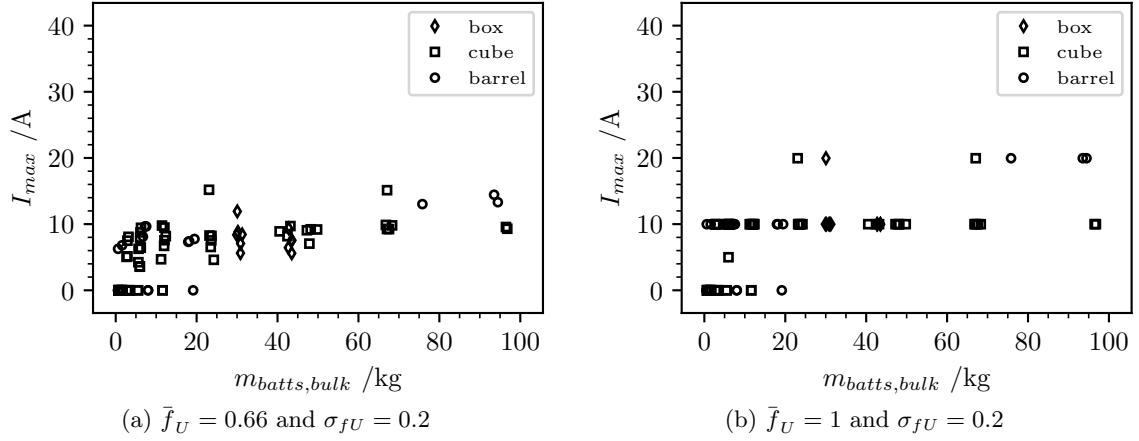 40
30
20
10
0
I_max /A
0 20 40 60 80 100
m_batts,bulk /kg
box
cube
barrel
(a) f̄_U = 0.66 and σ_fU = 0.2
40
30
20
10
0
I_max /A
0 20 40 60 80 100
m_batts,bulk /kg
box
cube
barrel
(b) f̄_U = 1 and σ_fU = 0.2